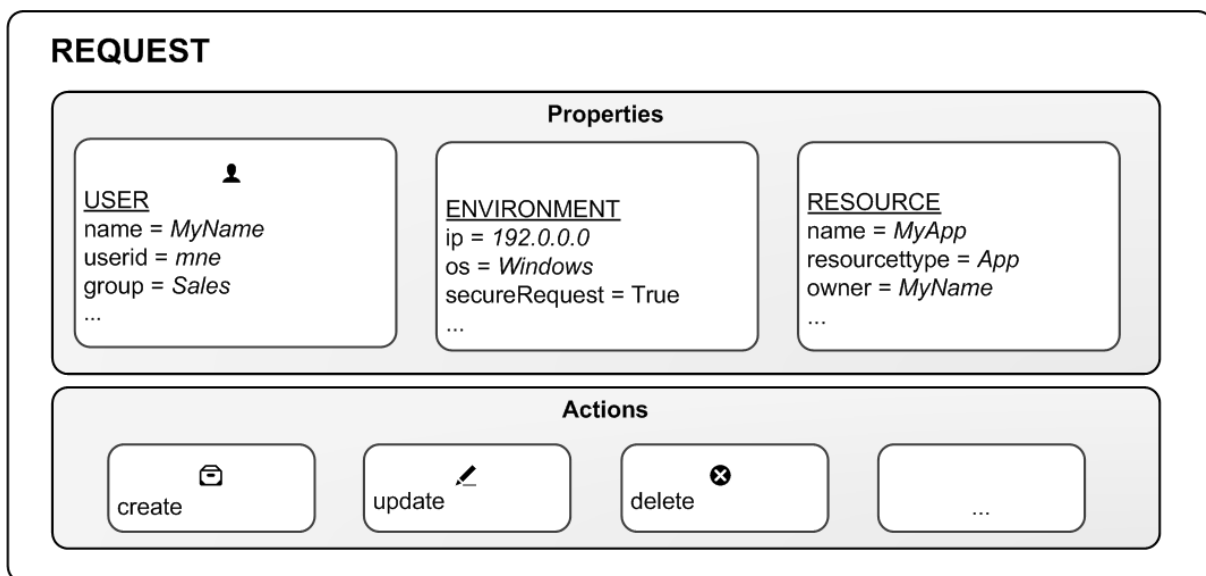 REQUEST
Properties
USER
name = MyName
userid = mne
group = Sales
...
ENVIRONMENT
ip = 192.0.0.0
os = Windows
secureRequest = True
...
RESOURCE
name = MyApp
resourcettype = App
owner = MyName
...
Actions
create
update
delete
...